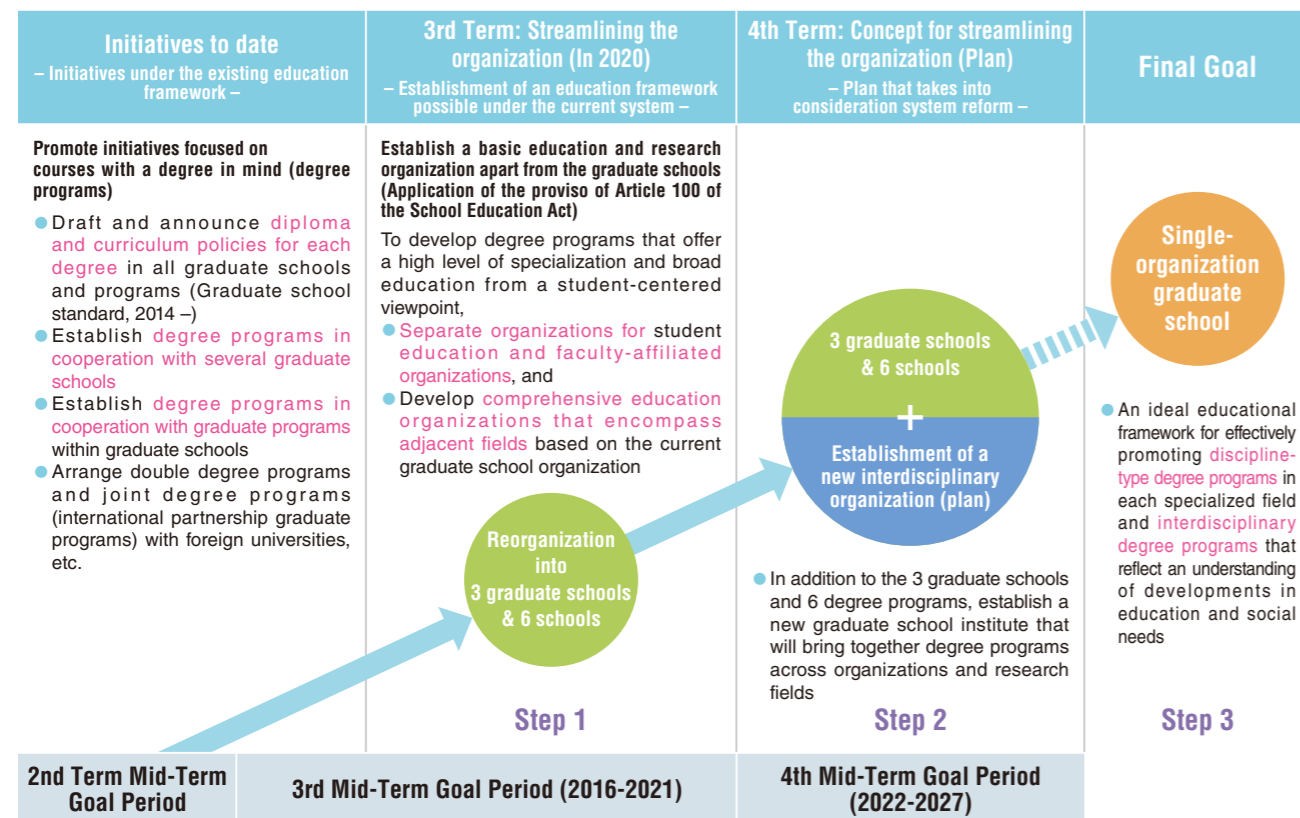 Initiatives to date
– Initiatives under the existing education
framework –
3rd Term: Streamlining the
organization (In 2020)
– Establishment of an education framework
possible under the current system –
4th Term: Concept for streamlining
the organization (Plan)
– Plan that takes into
consideration system reform –
Final Goal
Promote initiatives focused on
courses with a degree in mind (degree
programs)
● Draft and announce diploma
and curriculum policies for each
degree in all graduate schools
and programs (Graduate school
standard, 2014 –)
● Establish degree programs in
cooperation with several graduate
schools
● Establish degree programs in
cooperation with graduate programs
within graduate schools
● Arrange double degree programs
and joint degree programs
(international partnership graduate
programs) with foreign universities,
etc.
Establish a basic education and research
organization apart from the graduate schools
(Application of the proviso of Article 100 of
the School Education Act)
To develop degree programs that offer
a high level of specialization and broad
education from a student-centered
viewpoint,
● Separate organizations for student
education and faculty-affiliated
organizations, and
● Develop comprehensive education
organizations that encompass
adjacent fields based on the current
graduate school organization
Reorganization
into
3 graduate schools
& 6 schools
Step 1
3 graduate schools
& 6 schools
+
Establishment of a
new interdisciplinary
organization (plan)
● In addition to the 3 graduate schools
and 6 degree programs, establish a
new graduate school institute that
will bring together degree programs
across organizations and research
fields
Step 2
Single-
organization
graduate
school
● An ideal educational
framework for effectively
promoting discipline-
type degree programs in
each specialized field
and interdisciplinary
degree programs that
reflect an understanding
of developments in
education and social
needs
Step 3
2nd Term Mid-Term
Goal Period
3rd Mid-Term Goal Period (2016-2021)
4th Mid-Term Goal Period
(2022-2027)